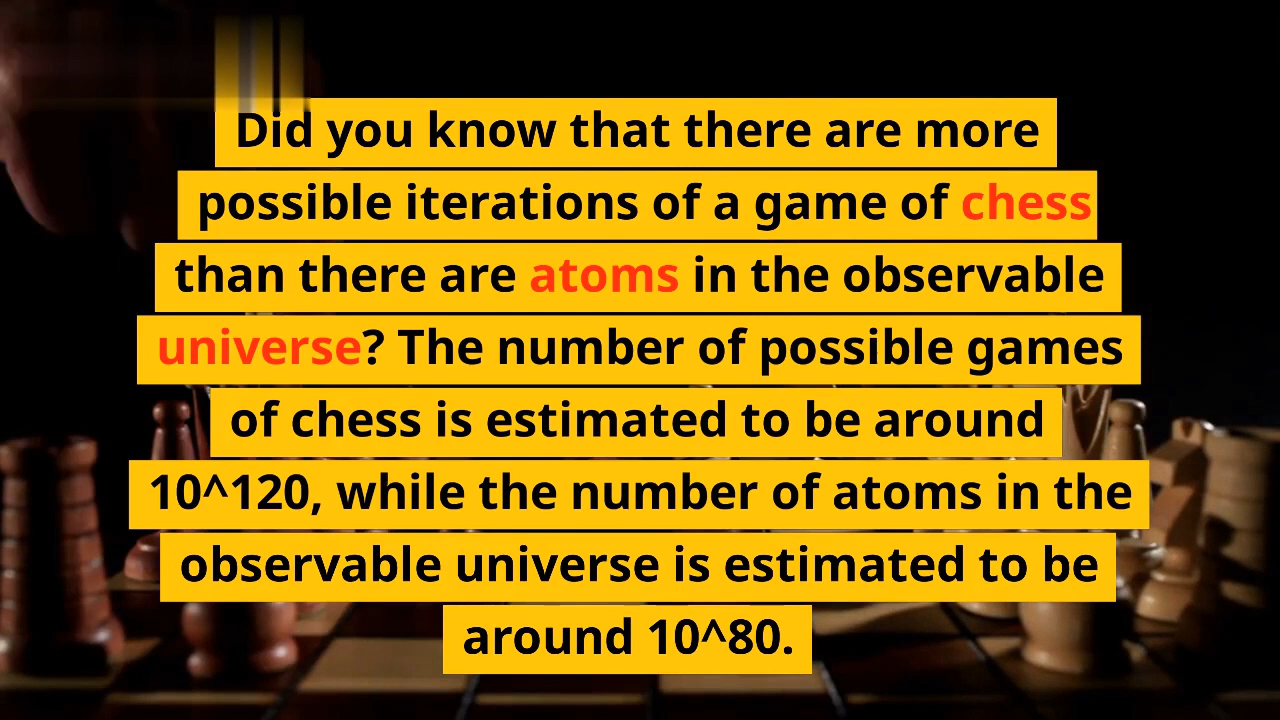 Did you know that there are more
possible iterations of a game of chess
than there are atoms in the observable
universe? The number of possible games
of chess is estimated to be around
10^120, while the number of atoms in the
observable universe is estimated to be
around 10^80.